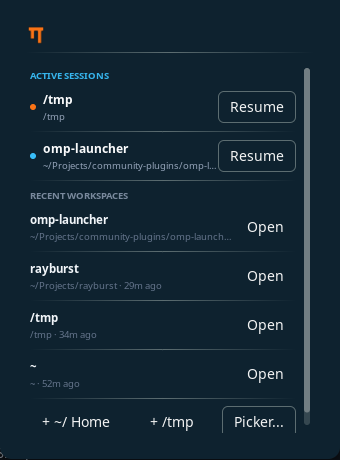 π
ACTIVE SESSIONS
/tmp
/tmp
Resume
omp-launcher
~/Projects/community-plugins/omp-l...
Resume
RECENT WORKSPACES
omp-launcher
~/Projects/community-plugins/omp-launch...
Open
rayburst
~/Projects/rayburst · 29m ago
Open
/tmp
/tmp · 34m ago
Open
~
~ · 52m ago
Open
+ ~/ Home + /tmp Picker...